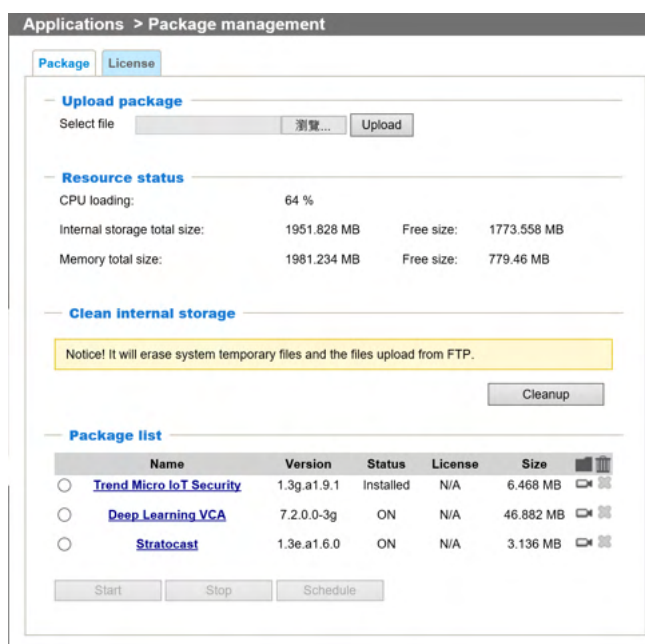 Applications > Package management
Package License
Upload package
Select file 瀏覽... Upload
Resource status
CPU loading: 64 %
Internal storage total size: 1951.828 MB Free size: 1773.558 MB
Memory total size: 1981.234 MB Free size: 779.46 MB
Clean internal storage
Notice! It will erase system temporary files and the files upload from FTP.
Cleanup
Package list
Name Version Status License Size
Trend Micro IoT Security 1.3g.a1.9.1 Installed N/A 6.468 MB
Deep Learning VCA 7.2.0.0-3g ON N/A 46.882 MB
Stratocast 1.3e.a1.6.0 ON N/A 3.136 MB
Start Stop Schedule